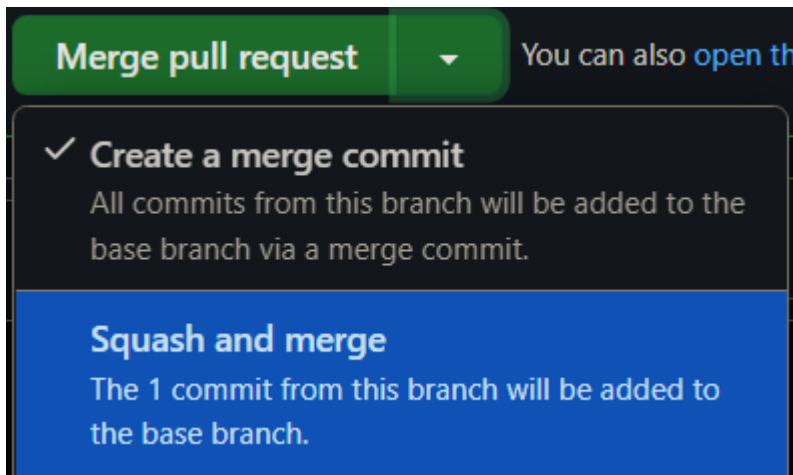 Merge pull request
You can also open th
Create a merge commit
All commits from this branch will be added to the
base branch via a merge commit.
Squash and merge
The 1 commit from this branch will be added to
the base branch.